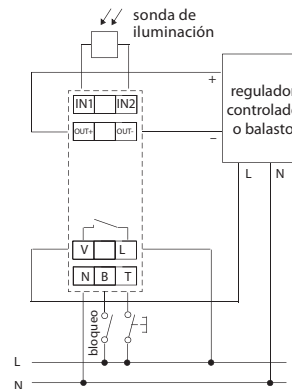 sonda de
iluminación
IN1 IN2
+
OUT+ OUT-
regulador
controlado
o balasto
−
L N
V L
N B T
bloqueo
L
N